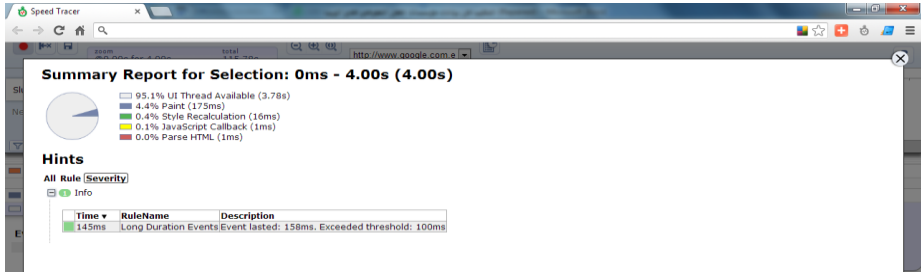 Speed Tracer
zoom total
http://www.google.com.e
Summary Report for Selection: 0ms - 4.00s (4.00s)
95.1% UI Thread Available (3.78s)
4.4% Paint (175ms)
0.4% Style Recalculation (16ms)
0.1% JavaScript Callback (1ms)
0.0% Parse HTML (1ms)
Hints
All Rule Severity
Info
Time ▾ RuleName Description
145ms Long Duration Events Event lasted: 158ms. Exceeded threshold: 100ms